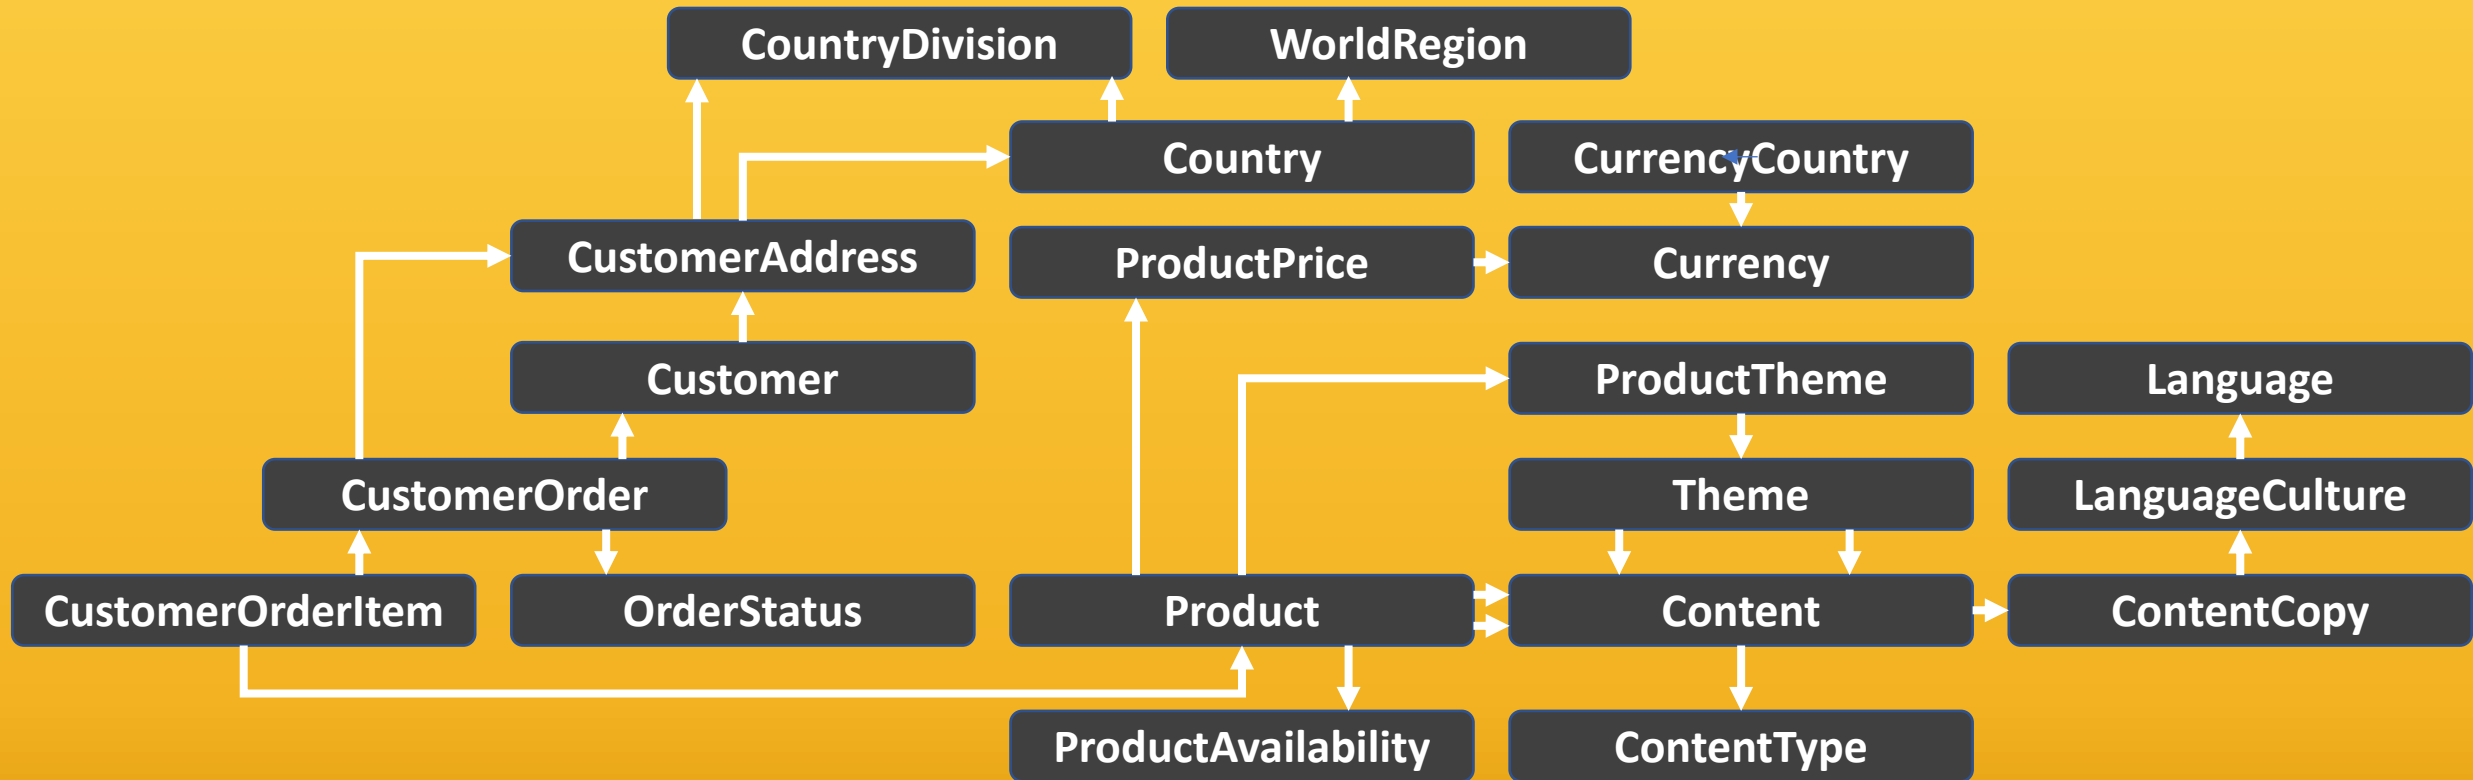 CountryDivision
WorldRegion
Country
CurrencyCountry
CustomerAddress
ProductPrice
Currency
Customer
ProductTheme
Language
CustomerOrder
Theme
LanguageCulture
CustomerOrderItem
OrderStatus
Product
Content
ContentCopy
ProductAvailability
ContentType